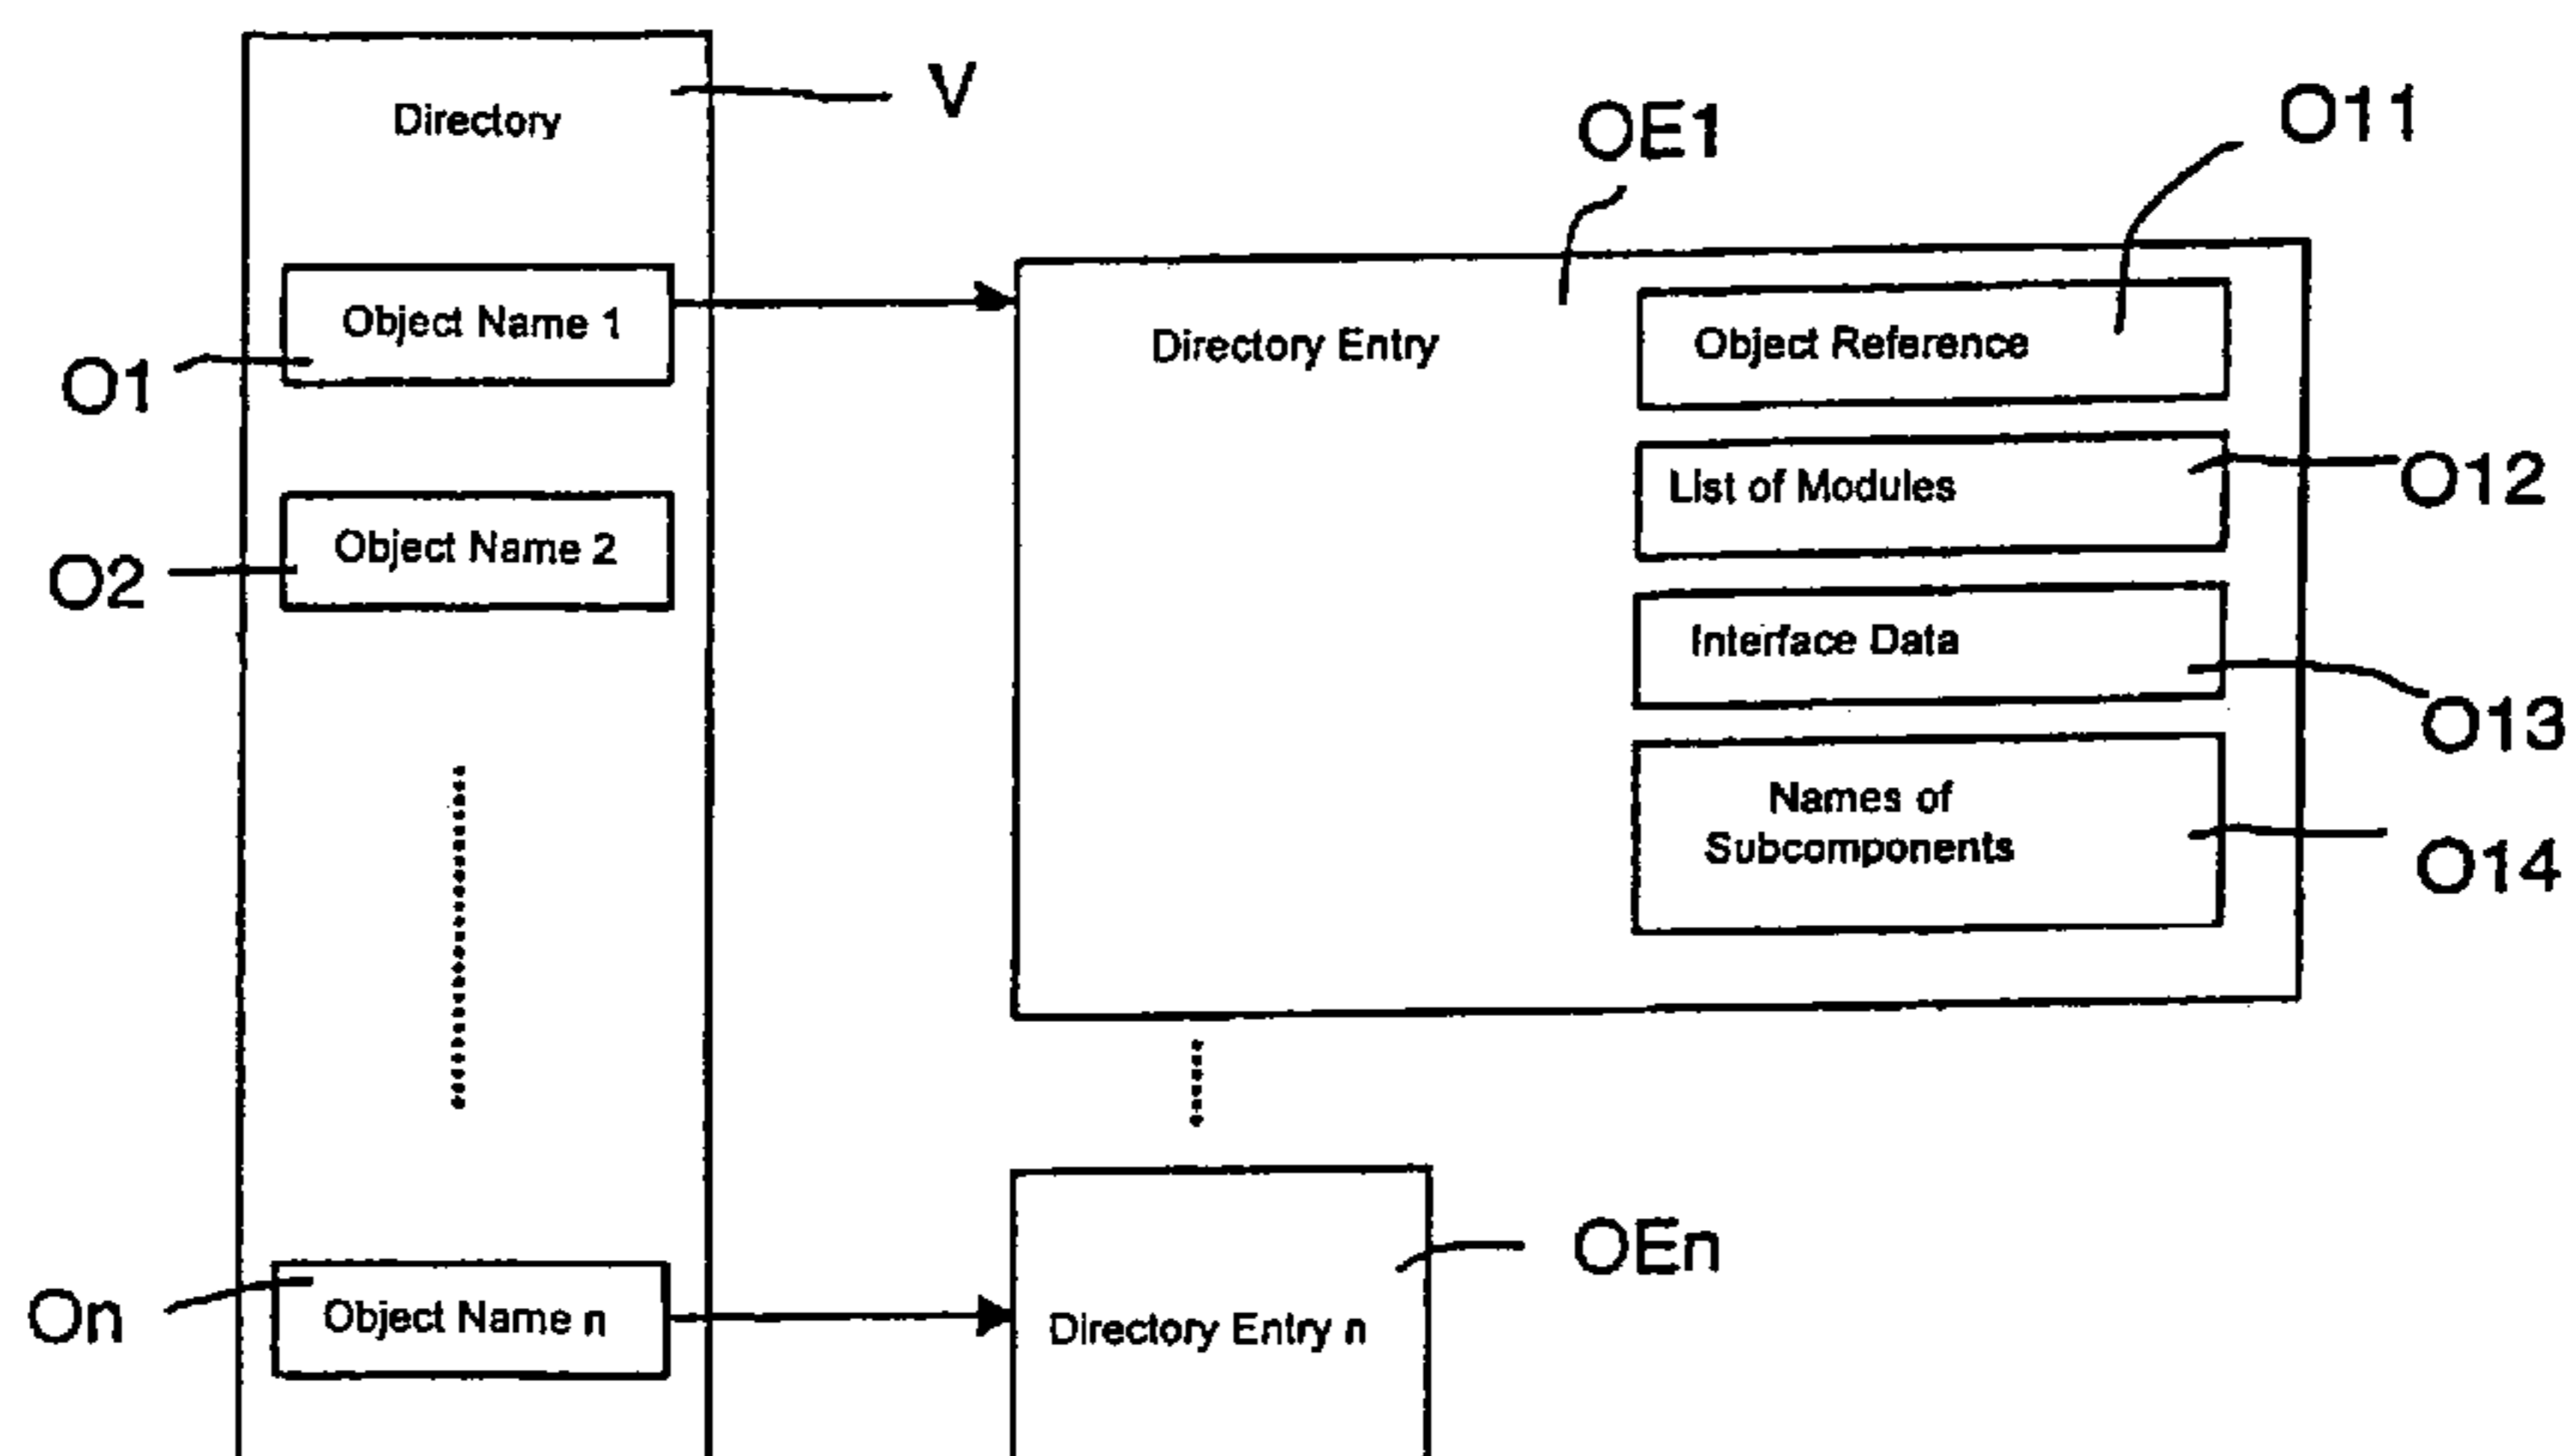 Directory
V
Object Name 1
O1
Object Name 2
O2
Object Name n
On
OE1
Directory Entry
O11
Object Reference
List of Modules
O12
Interface Data
O13
Names of
Subcomponents
O14
OEn
Directory Entry n